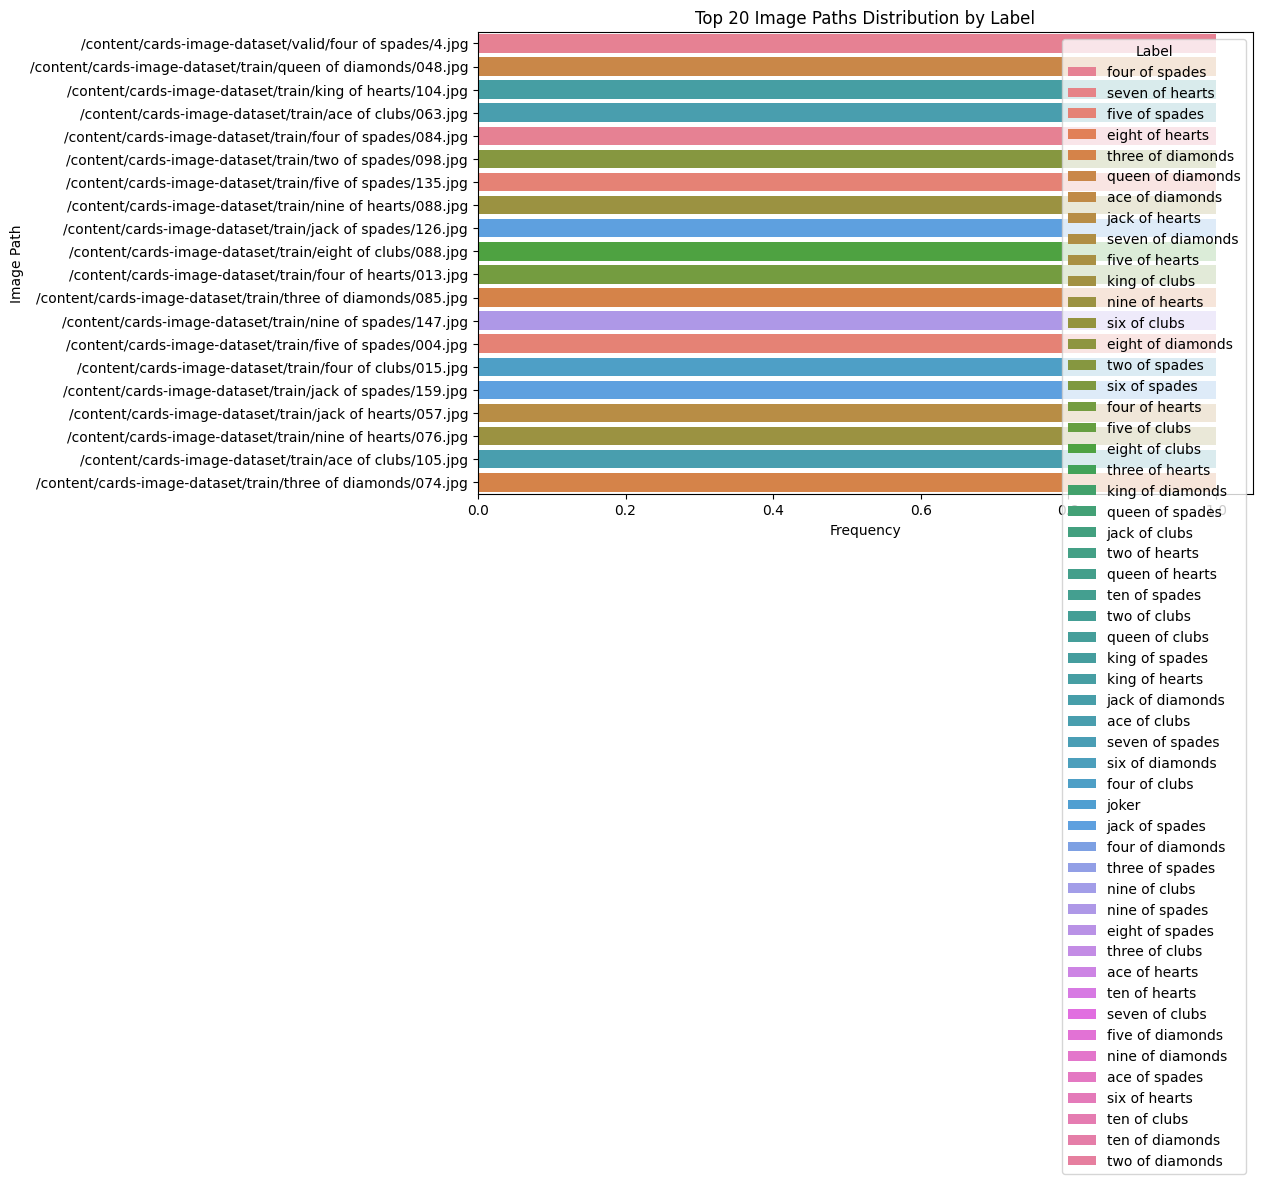 Top 20 Image Paths Distribution by Label
Image Path
/content/cards-image-dataset/valid/four of spades/4.jpg
/content/cards-image-dataset/train/queen of diamonds/048.jpg
/content/cards-image-dataset/train/king of hearts/104.jpg
/content/cards-image-dataset/train/ace of clubs/063.jpg
/content/cards-image-dataset/train/four of spades/084.jpg
/content/cards-image-dataset/train/two of spades/098.jpg
/content/cards-image-dataset/train/five of spades/135.jpg
/content/cards-image-dataset/train/nine of hearts/088.jpg
/content/cards-image-dataset/train/jack of spades/126.jpg
/content/cards-image-dataset/train/eight of clubs/088.jpg
/content/cards-image-dataset/train/four of hearts/013.jpg
/content/cards-image-dataset/train/three of diamonds/085.jpg
/content/cards-image-dataset/train/nine of spades/147.jpg
/content/cards-image-dataset/train/five of spades/004.jpg
/content/cards-image-dataset/train/four of clubs/015.jpg
/content/cards-image-dataset/train/jack of spades/159.jpg
/content/cards-image-dataset/train/jack of hearts/057.jpg
/content/cards-image-dataset/train/nine of hearts/076.jpg
/content/cards-image-dataset/train/ace of clubs/105.jpg
/content/cards-image-dataset/train/three of diamonds/074.jpg
0.0 0.2 0.4 0.6
Frequency
Label
four of spades
seven of hearts
five of spades
eight of hearts
three of diamonds
queen of diamonds
ace of diamonds
jack of hearts
seven of diamonds
five of hearts
king of clubs
nine of hearts
six of clubs
eight of diamonds
two of spades
six of spades
four of hearts
five of clubs
eight of clubs
three of hearts
king of diamonds
queen of spades
jack of clubs
two of hearts
queen of hearts
ten of spades
two of clubs
queen of clubs
king of spades
king of hearts
jack of diamonds
ace of clubs
seven of spades
six of diamonds
four of clubs
joker
jack of spades
four of diamonds
three of spades
nine of clubs
nine of spades
eight of spades
three of clubs
ace of hearts
ten of hearts
seven of clubs
five of diamonds
nine of diamonds
ace of spades
six of hearts
ten of clubs
ten of diamonds
two of diamonds